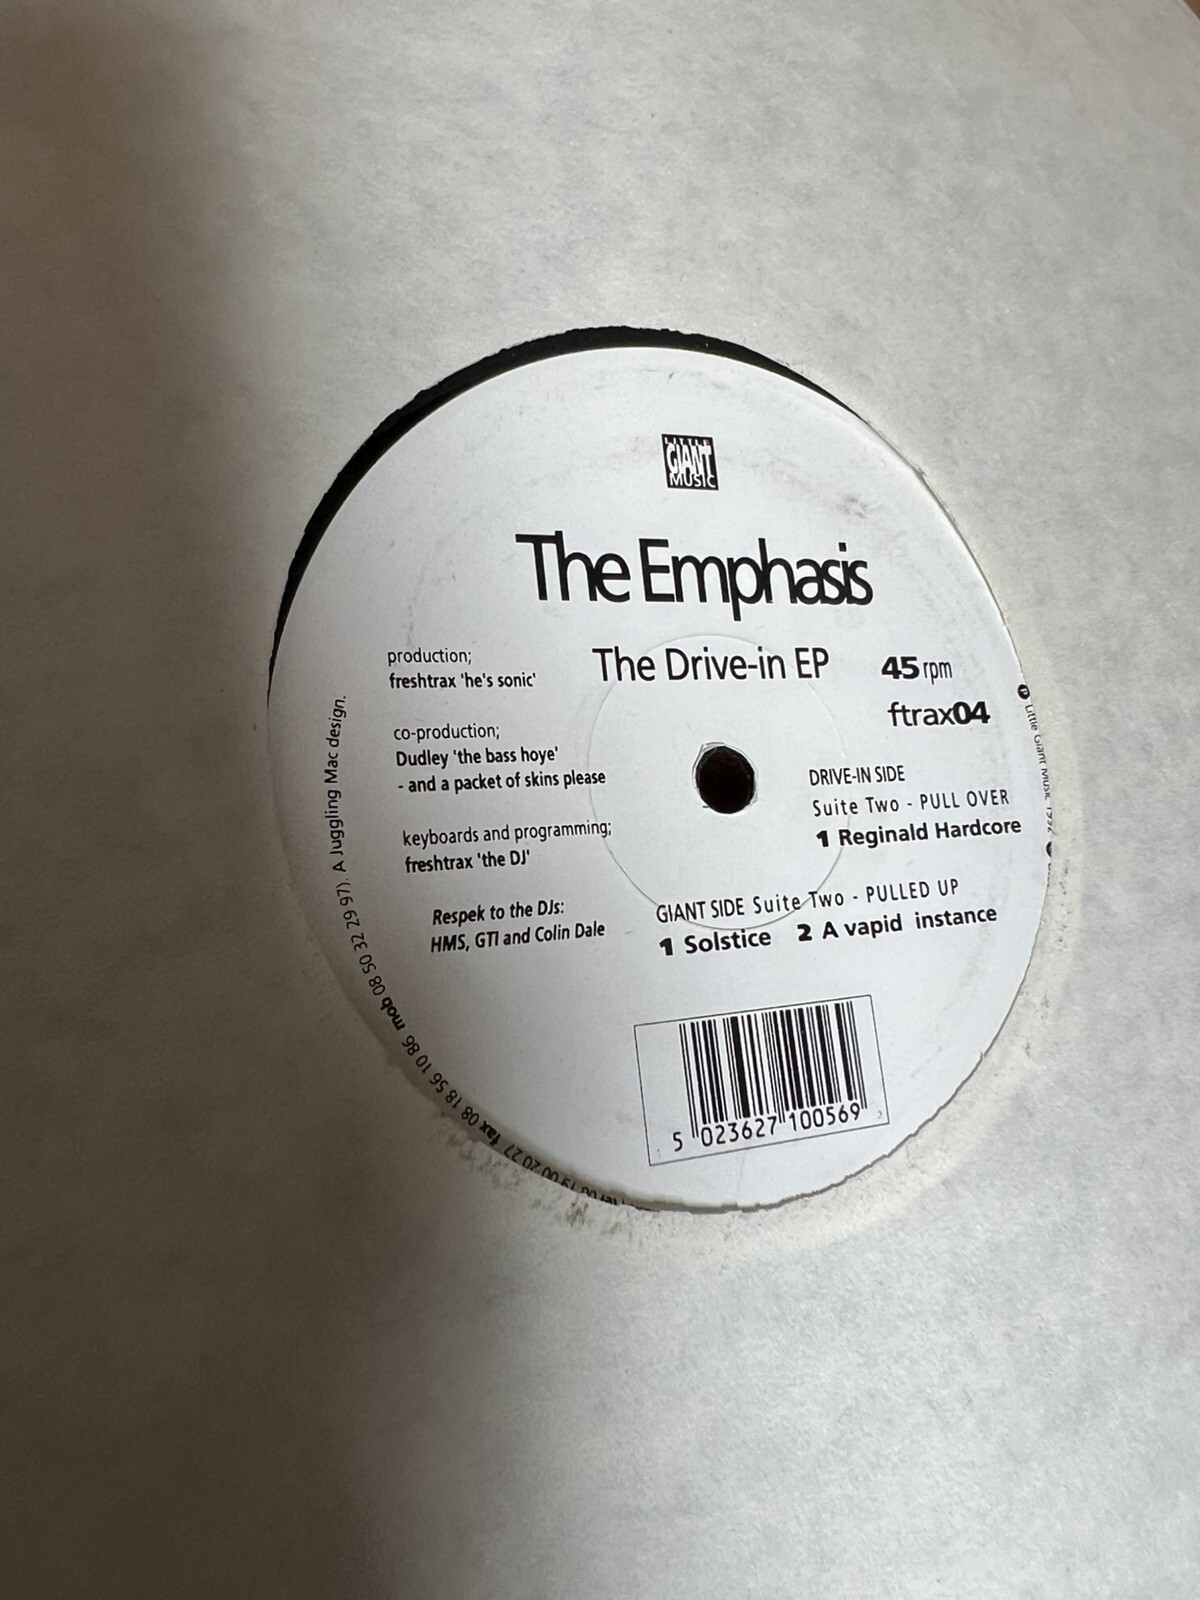 LITTLE
GIANT
MUSIC
The Emphasis
The Drive-in EP
45 rpm
ftrax04
production;
freshtrax 'he's sonic'
co-production;
Dudley 'the bass hoye'
- and a packet of skins please
keyboards and programming;
freshtrax 'the DJ'
Respek to the DJs:
HMS, GTI and Colin Dale
DRIVE-IN SIDE
Suite Two - PULL OVER
1 Reginald Hardcore
GIANT SIDE Suite Two - PULLED UP
1 Solstice 2 A vapid instance
5 023627 100569
fax 08 18 56 10 86 mob 08 50 32 29 97). A Juggling Mac design.
℗ Little Giant Music